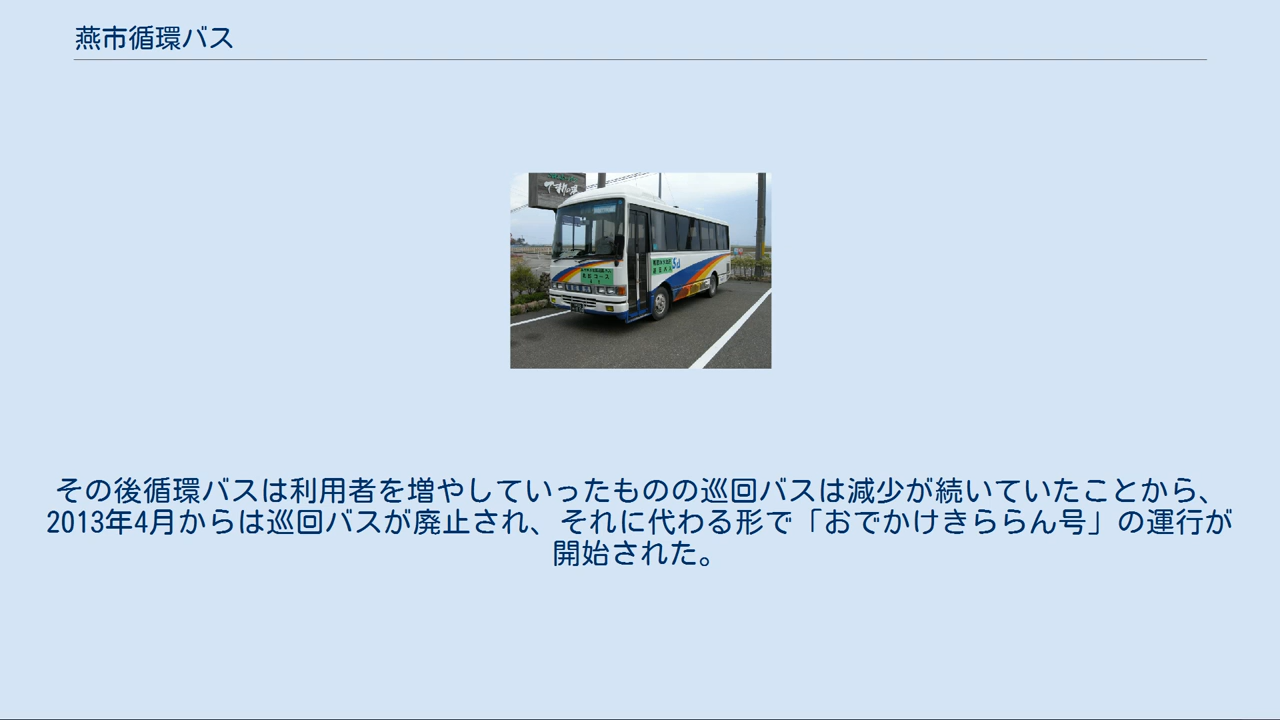 燕市循環バス
その後循環バスは利用者を増やしていったものの巡回バスは減少が続いていたことから、
2013年4月からは巡回バスが廃止され、それに代わる形で「おでかけきららん号」の運行が
開始された。